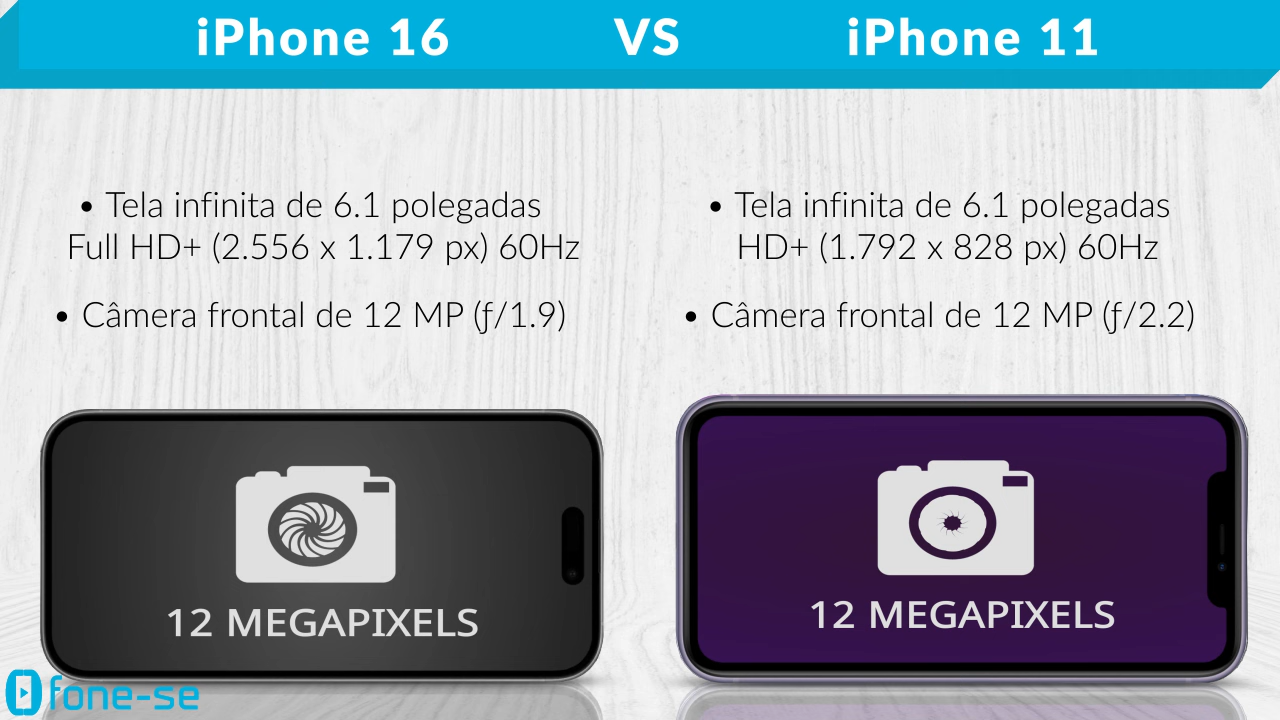 iPhone 16 VS iPhone 11
• Tela infinita de 6.1 polegadas
Full HD+ (2.556 x 1.179 px) 60Hz
• Câmera frontal de 12 MP (ƒ/1.9)
12 MEGAPIXELS
• Tela infinita de 6.1 polegadas
HD+ (1.792 x 828 px) 60Hz
• Câmera frontal de 12 MP (ƒ/2.2)
12 MEGAPIXELS
fone-se